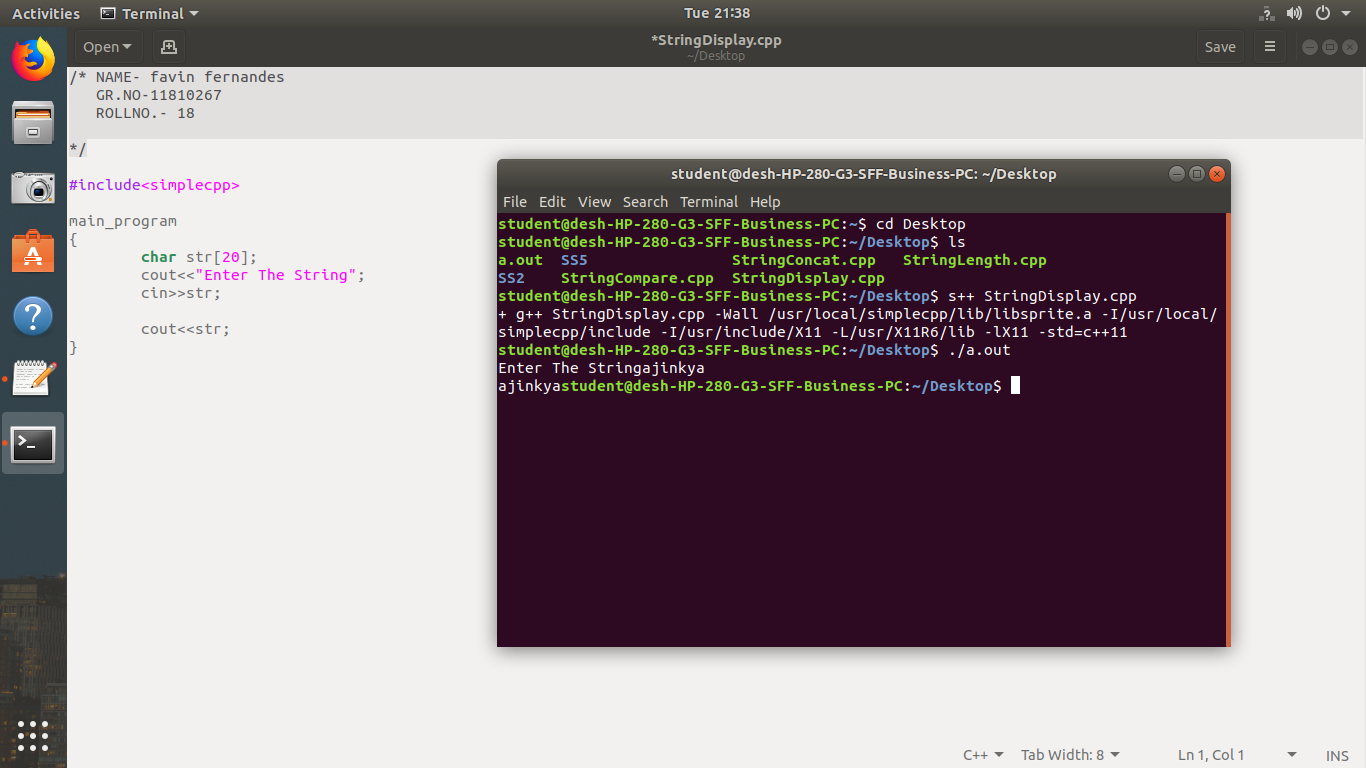 Activities Terminal Tue 21:38
Open *StringDisplay.cpp Save
~/Desktop
/* NAME- favin fernandes
GR.NO-11810267
ROLLNO.- 18
*/
#include<simplecpp>
main_program
{
char str[20];
cout<<"Enter The String";
cin>>str;
cout<<str;
}
student@desh-HP-280-G3-SFF-Business-PC: ~/Desktop
File Edit View Search Terminal Help
student@desh-HP-280-G3-SFF-Business-PC:~$ cd Desktop
student@desh-HP-280-G3-SFF-Business-PC:~/Desktop$ ls
a.out SS5 StringConcat.cpp StringLength.cpp
SS2 StringCompare.cpp StringDisplay.cpp
student@desh-HP-280-G3-SFF-Business-PC:~/Desktop$ s++ StringDisplay.cpp
+ g++ StringDisplay.cpp -Wall /usr/local/simplecpp/lib/libsprite.a -I/usr/local/
simplecpp/include -I/usr/include/X11 -L/usr/X11R6/lib -lX11 -std=c++11
student@desh-HP-280-G3-SFF-Business-PC:~/Desktop$ ./a.out
Enter The Stringajinkya
ajinkyastudent@desh-HP-280-G3-SFF-Business-PC:~/Desktop$
C++ Tab Width: 8 Ln 1, Col 1 INS